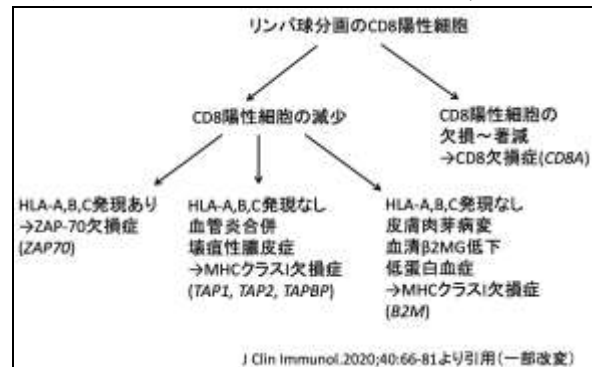 リンパ球分画のCD8陽性細胞
CD8陽性細胞の減少
CD8陽性細胞の
欠損～著減
→CD8欠損症(CD8A)
HLA-A,B,C発現あり
→ZAP-70欠損症
(ZAP70)
HLA-A,B,C発現なし
血管炎合併
壊疽性膿皮症
→MHCクラスI欠損症
(TAP1, TAP2, TAPBP)
HLA-A,B,C発現なし
皮膚肉芽病変
血清β2MG低下
低蛋白血症
→MHCクラスI欠損症
(B2M)
J Clin Immunol.2020;40:66-81より引用(一部改変)